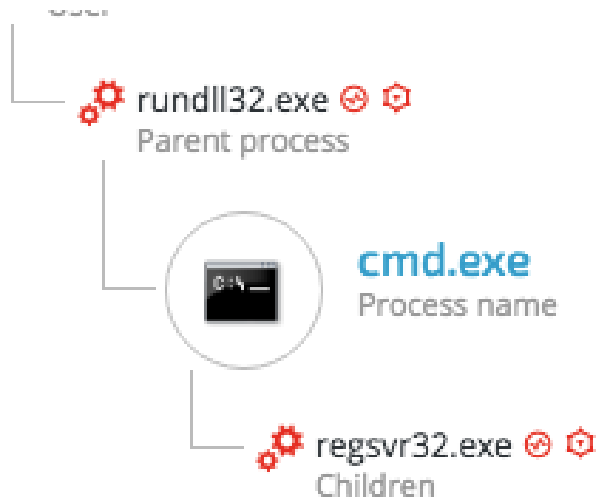 rundll32.exe
Parent process
C:\
cmd.exe
Process name
regsvr32.exe
Children